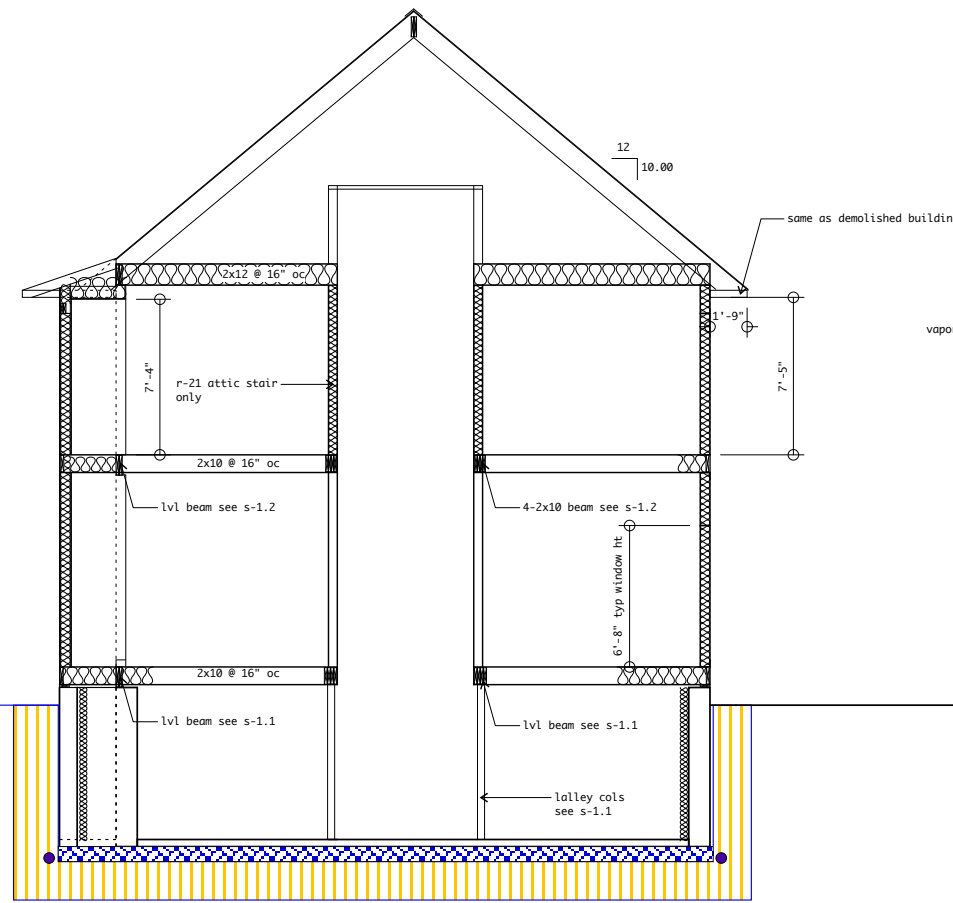 12
10.00
same as demolished buildin
2x12 @ 16" oc
1'-9"
vapor
7'-4"
r-21 attic stair
only
7'-5"
2x10 @ 16" oc
lvl beam see s-1.2
4-2x10 beam see s-1.2
6'-8" typ window ht
2x10 @ 16" oc
lvl beam see s-1.1
lvl beam see s-1.1
lalley cols
see s-1.1